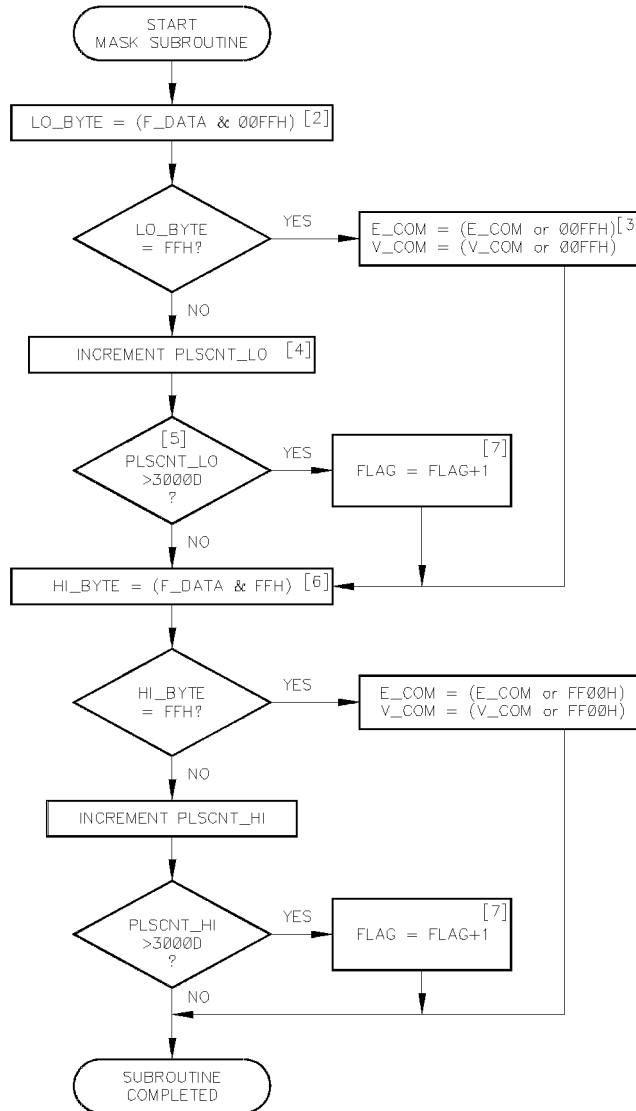 START
MASK SUBROUTINE
LO_BYTE = (F_DATA & 00FFH) [2]
LO_BYTE
= FFH?
YES
E_COM = (E_COM or 00FFH) [3
V_COM = (V_COM or 00FFH)
NO
INCREMENT PLSCNT_LO [4]
[5]
PLSCNT_LO
>3000D
?
YES
[7]
FLAG = FLAG+1
NO
HI_BYTE = (F_DATA & FFH) [6]
HI_BYTE
= FFH?
YES
E_COM = (E_COM or FF00H)
V_COM = (V_COM or FF00H)
NO
INCREMENT PLSCNT_HI
PLSCNT_HI
>3000D
?
YES
[7]
FLAG = FLAG+1
NO
SUBROUTINE
COMPLETED